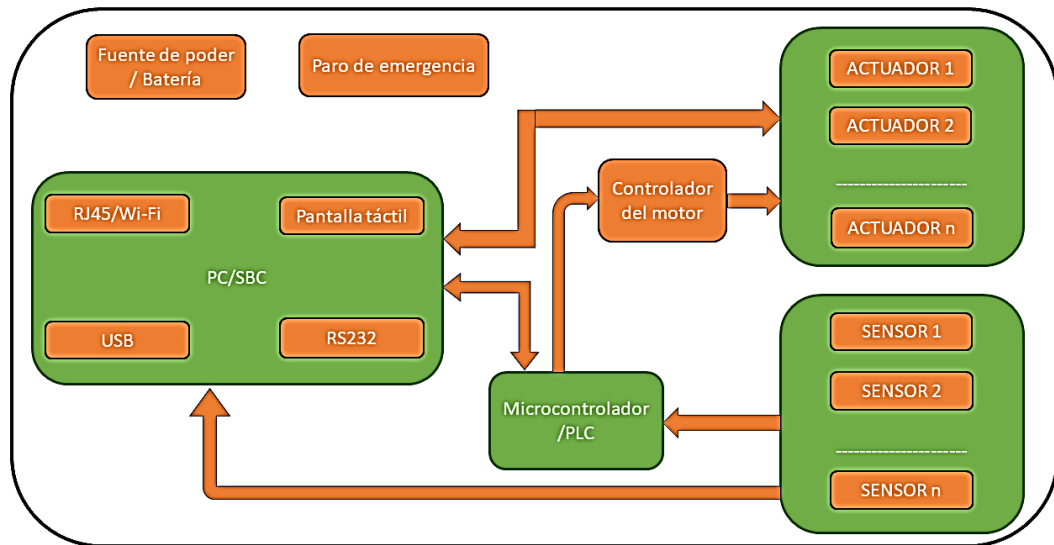 Fuente de poder
/ Batería
Paro de emergencia
ACTUADOR 1
ACTUADOR 2
----------------------
ACTUADOR n
Controlador
del motor
RJ45/Wi-Fi
Pantalla táctil
PC/SBC
USB
RS232
Microcontrolador
/PLC
SENSOR 1
SENSOR 2
----------------------
SENSOR n